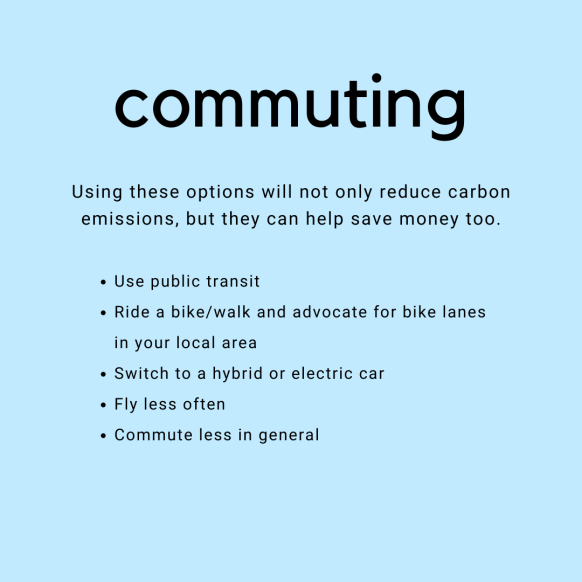 commuting
Using these options will not only reduce carbon
emissions, but they can help save money too.
• Use public transit
• Ride a bike/walk and advocate for bike lanes
in your local area
• Switch to a hybrid or electric car
• Fly less often
• Commute less in general